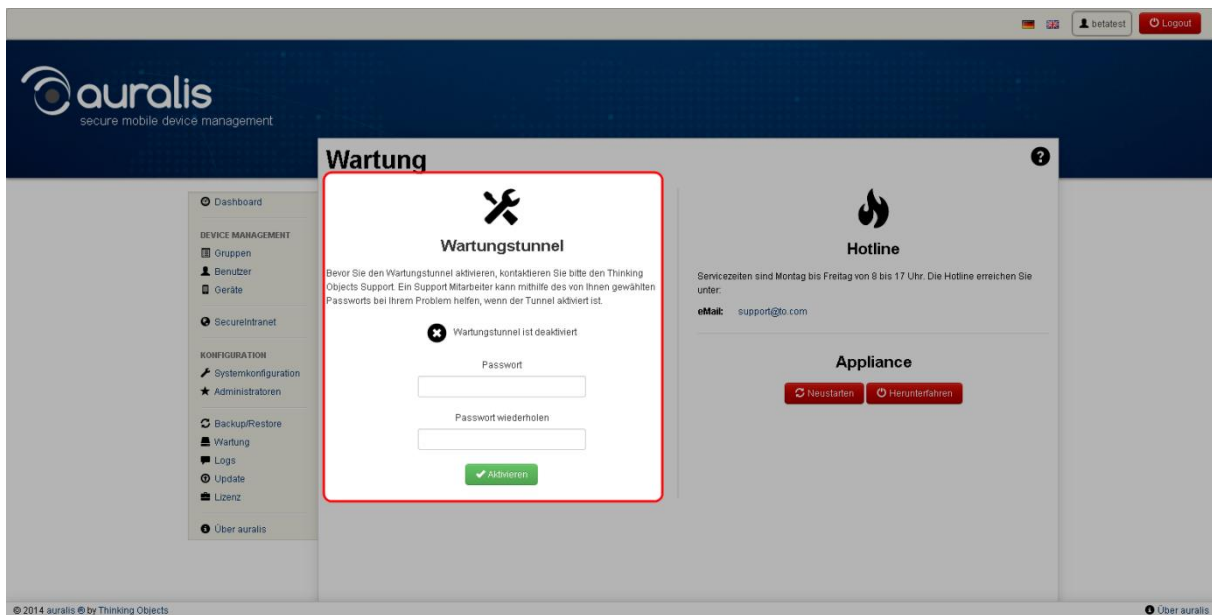 betatest
Logout
auralis
secure mobile device management
Wartung
Dashboard
DEVICE MANAGEMENT
Gruppen
Benutzer
Geräte
SecureIntranet
KONFIGURATION
Systemkonfiguration
Administratoren
Backup/Restore
Wartung
Logs
Update
Lizenz
Über auralis
Wartungstunnel
Bevor Sie den Wartungstunnel aktivieren, kontaktieren Sie bitte den Thinking
Objects Support. Ein Support Mitarbeiter kann mithilfe des von Ihnen gewählten
Passworts bei Ihrem Problem helfen, wenn der Tunnel aktiviert ist.
Wartungstunnel ist deaktiviert
Passwort
Passwort wiederholen
Aktivieren
Hotline
Servicezeiten sind Montag bis Freitag von 8 bis 17 Uhr. Die Hotline erreichen Sie
unter:
eMail: support@to.com
Appliance
Neustarten Herunterfahren
© 2014 auralis ® by Thinking Objects
Über auralis